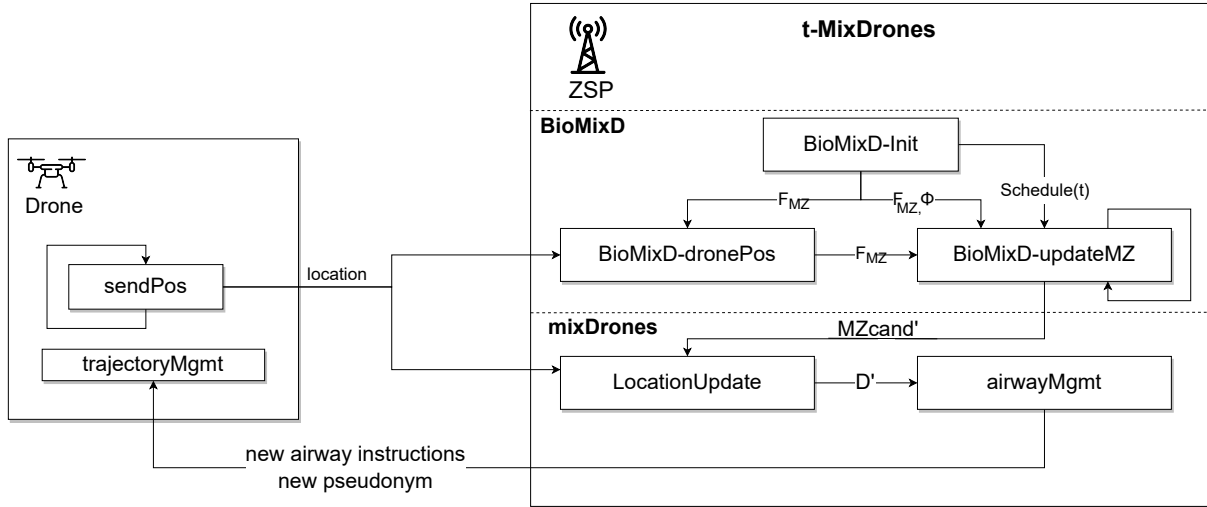 t-MixDrones
ZSP
BioMixD
BioMixD-Init
Drone
Schedule(t)
F_MZ
F_MZ,Φ
BioMixD-dronePos
F_MZ
BioMixD-updateMZ
location
sendPos
mixDrones
MZcand'
trajectoryMgmt
LocationUpdate
D'
airwayMgmt
new airway instructions
new pseudonym